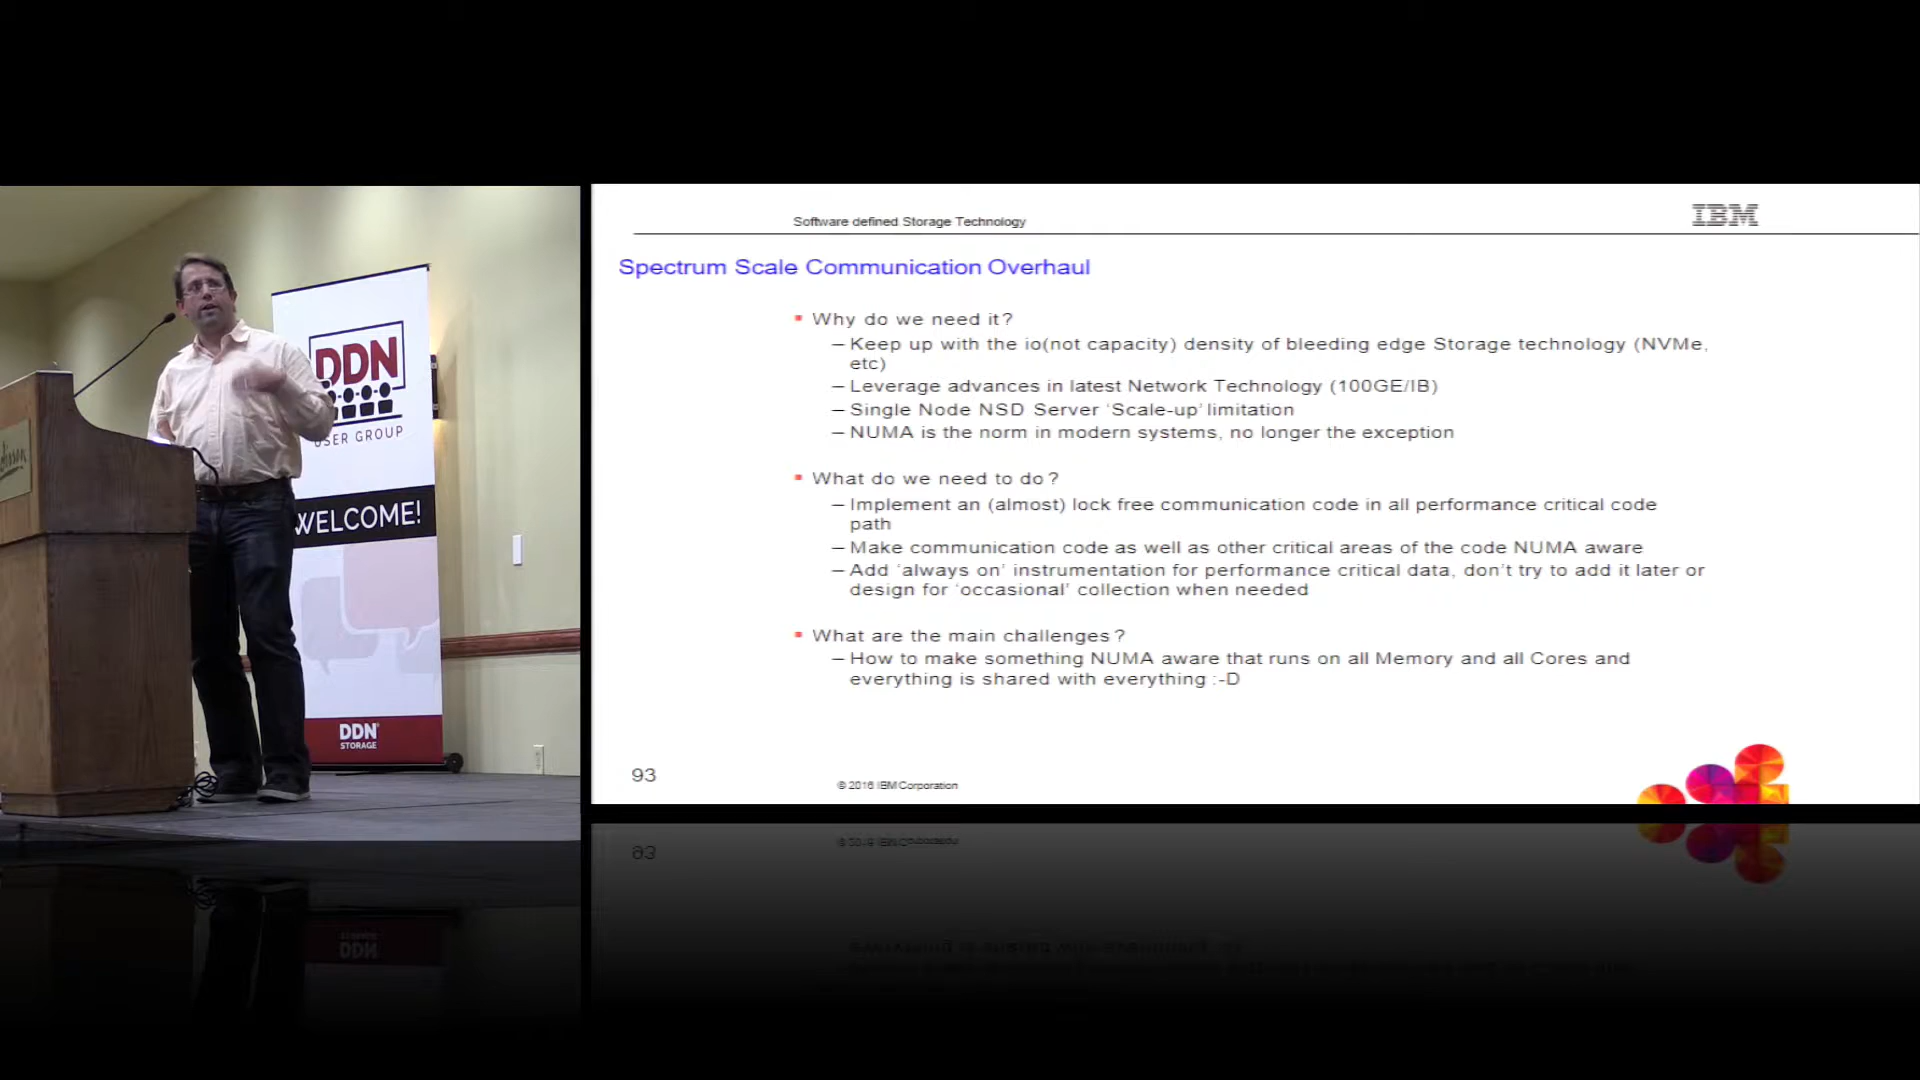 DDN
USER GROUP
WELCOME!
DDN
STORAGE
Software defined Storage Technology
IBM
Spectrum Scale Communication Overhaul
Why do we need it?
– Keep up with the io(not capacity) density of bleeding edge Storage technology (NVMe,
etc)
– Leverage advances in latest Network Technology (100GE/IB)
– Single Node NSD Server ‘Scale-up’ limitation
– NUMA is the norm in modern systems, no longer the exception
What do we need to do?
– Implement an (almost) lock free communication code in all performance critical code
path
– Make communication code as well as other critical areas of the code NUMA aware
– Add ‘always on’ instrumentation for performance critical data, don’t try to add it later or
design for ‘occasional’ collection when needed
What are the main challenges?
– How to make something NUMA aware that runs on all Memory and all Cores and
everything is shared with everything :-D
93
© 2016 IBM Corporation